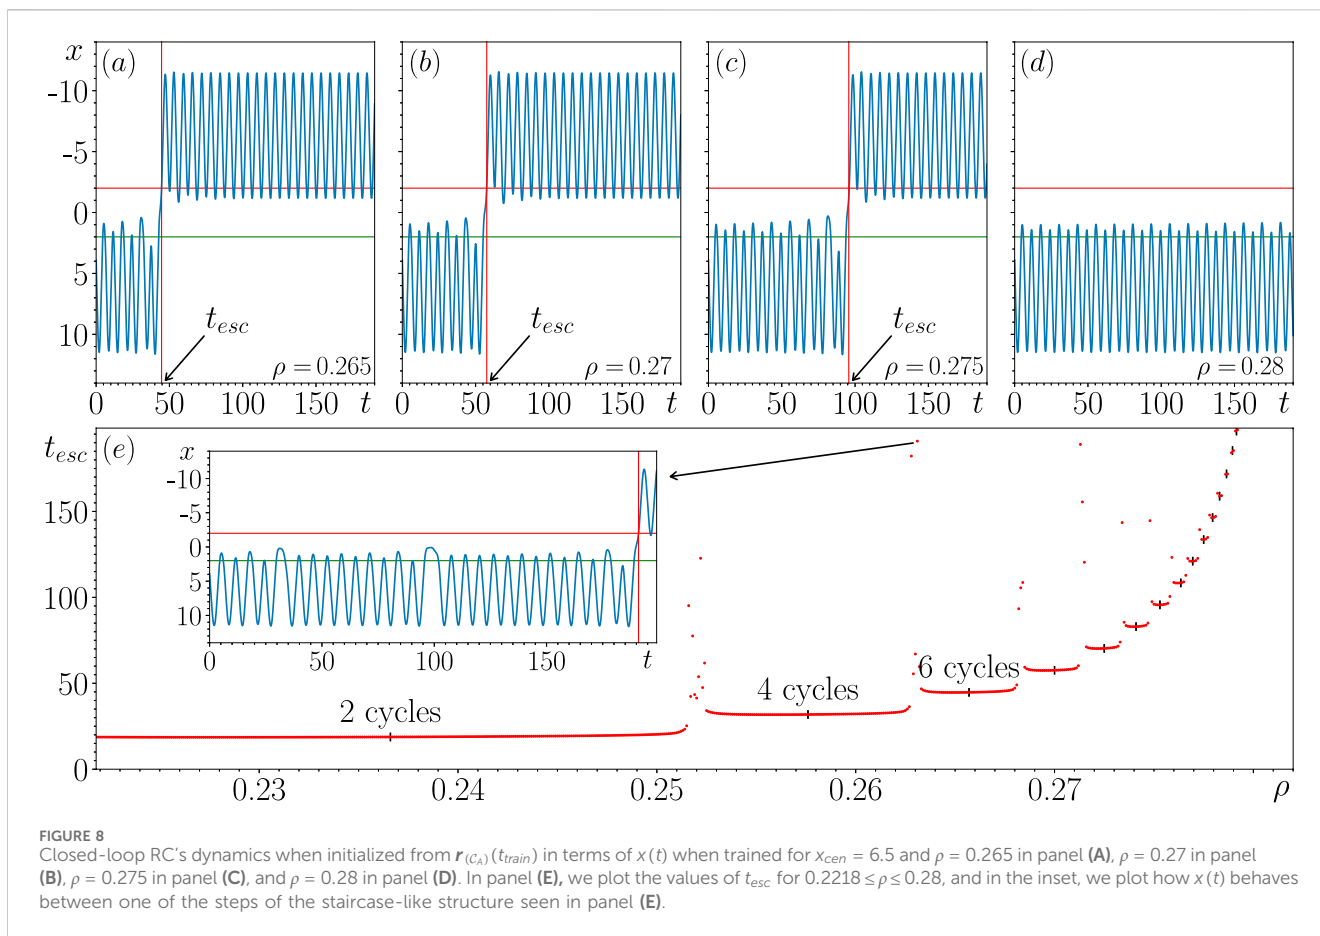 x
(a)
(b)
(c)
(d)
-10
-5
0
5
10
t_esc
t_esc
t_esc
ρ = 0.265
ρ = 0.27
ρ = 0.275
ρ = 0.28
0 50 100 150 t
0 50 100 150 t
0 50 100 150 t
0 50 100 150
t_esc
(e)
x
-10
-5
0
5
10
0 50 100 150 t
150
100
50
0
2 cycles
4 cycles
6 cycles
0.23 0.24 0.25 0.26 0.27 ρ
FIGURE 8
Closed-loop RC's dynamics when initialized from r(C_A)(t_train) in terms of x(t) when trained for x_cen = 6.5 and ρ = 0.265 in panel (A), ρ = 0.27 in panel
(B), ρ = 0.275 in panel (C), and ρ = 0.28 in panel (D). In panel (E), we plot the values of t_esc for 0.2218 ≤ ρ ≤ 0.28, and in the inset, we plot how x(t) behaves
between one of the steps of the staircase-like structure seen in panel (E).